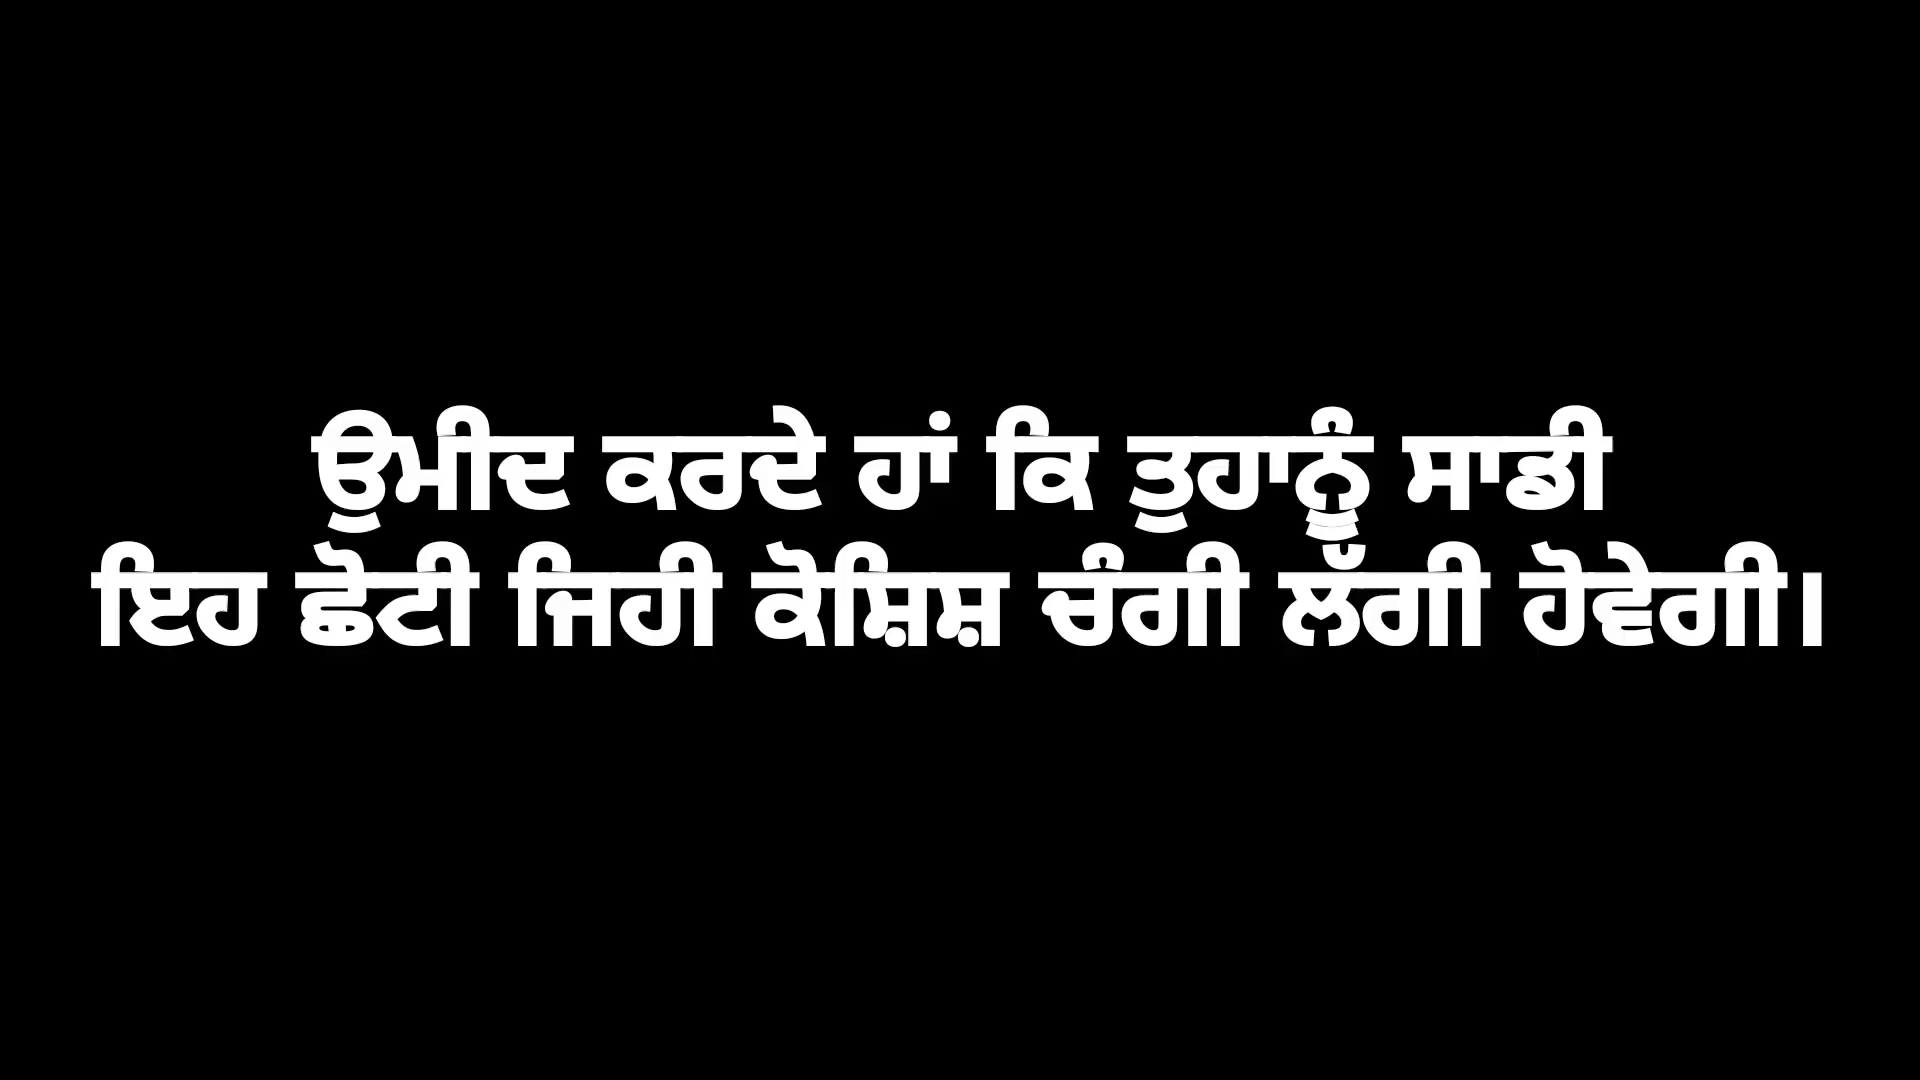 ਉਮੀਦ ਕਰਦੇ ਹਾਂ ਕਿ ਤੁਹਾਨੂੰ ਸਾਡੀ
ਇਹ ਛੋਟੀ ਜਿਹੀ ਕੋਸ਼ਿਸ਼ ਚੰਗੀ ਲੱਗੀ ਹੋਵੇਗੀ।